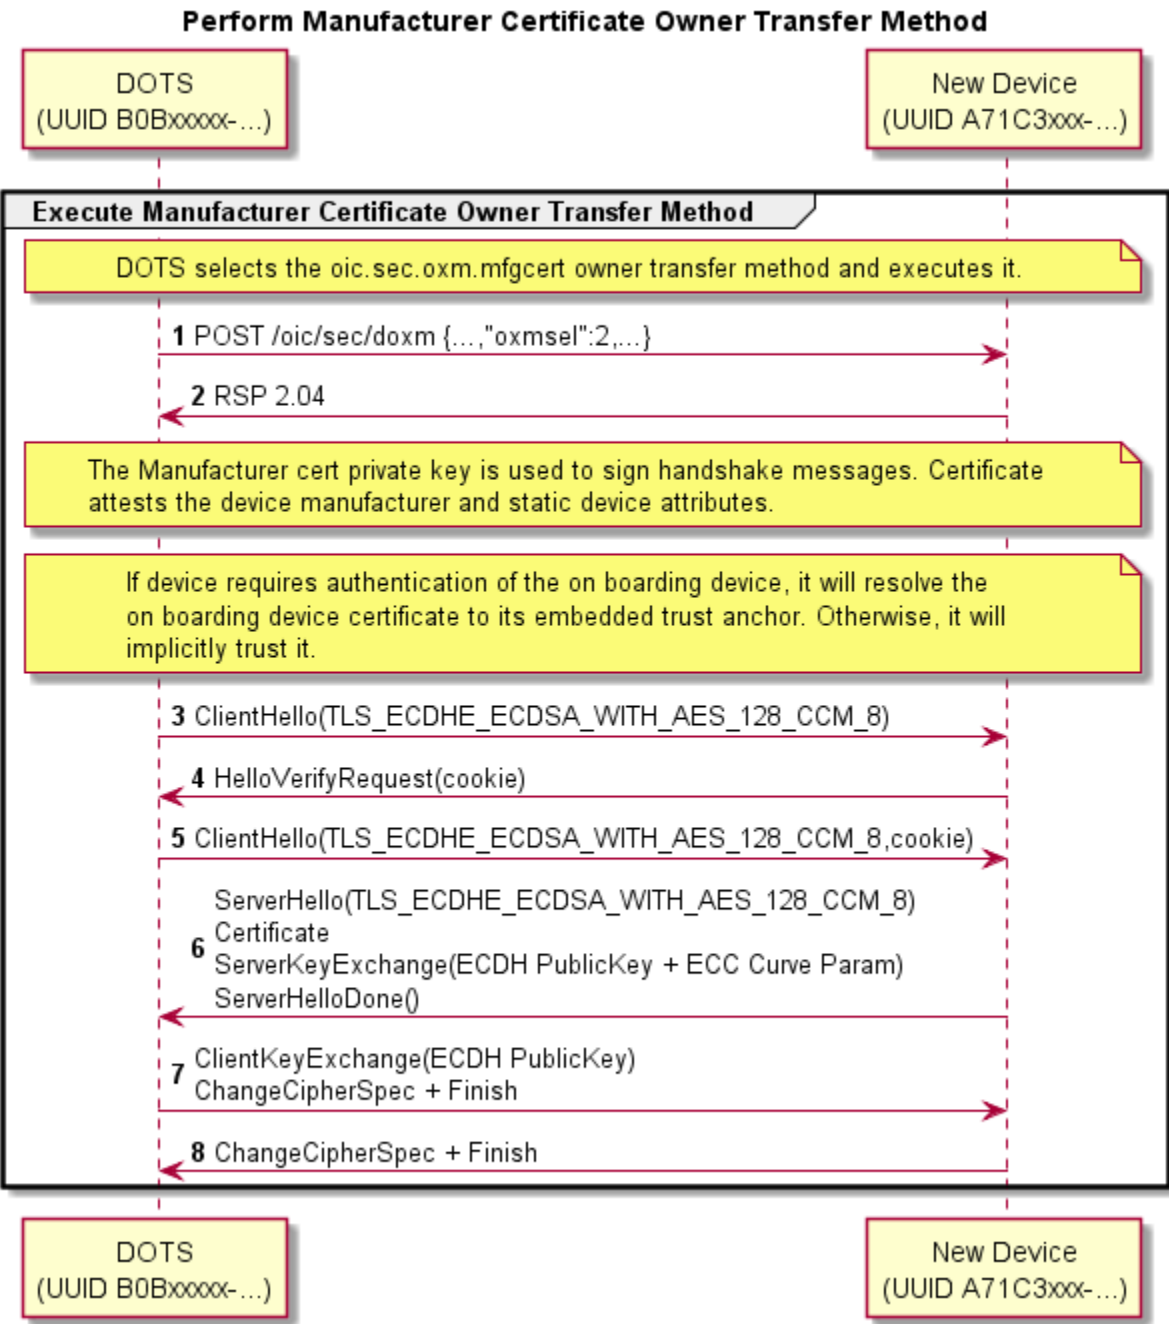 Perform Manufacturer Certificate Owner Transfer Method
DOTS
(UUID B0Bxxxxx-...)
New Device
(UUID A71C3xxx-...)
Execute Manufacturer Certificate Owner Transfer Method
DOTS selects the oic.sec.oxm.mfgcert owner transfer method and executes it.
1 POST /oic/sec/doxm {...,"oxmsel":2,...}
2 RSP 2.04
The Manufacturer cert private key is used to sign handshake messages. Certificate
attests the device manufacturer and static device attributes.
If device requires authentication of the on boarding device, it will resolve the
on boarding device certificate to its embedded trust anchor. Otherwise, it will
implicitly trust it.
3 ClientHello(TLS_ECDHE_ECDSA_WITH_AES_128_CCM_8)
4 HelloVerifyRequest(cookie)
5 ClientHello(TLS_ECDHE_ECDSA_WITH_AES_128_CCM_8,cookie)
ServerHello(TLS_ECDHE_ECDSA_WITH_AES_128_CCM_8)
Certificate
6 ServerKeyExchange(ECDH PublicKey + ECC Curve Param)
ServerHelloDone()
7 ClientKeyExchange(ECDH PublicKey)
ChangeCipherSpec + Finish
8 ChangeCipherSpec + Finish
DOTS
(UUID B0Bxxxxx-...)
New Device
(UUID A71C3xxx-...)